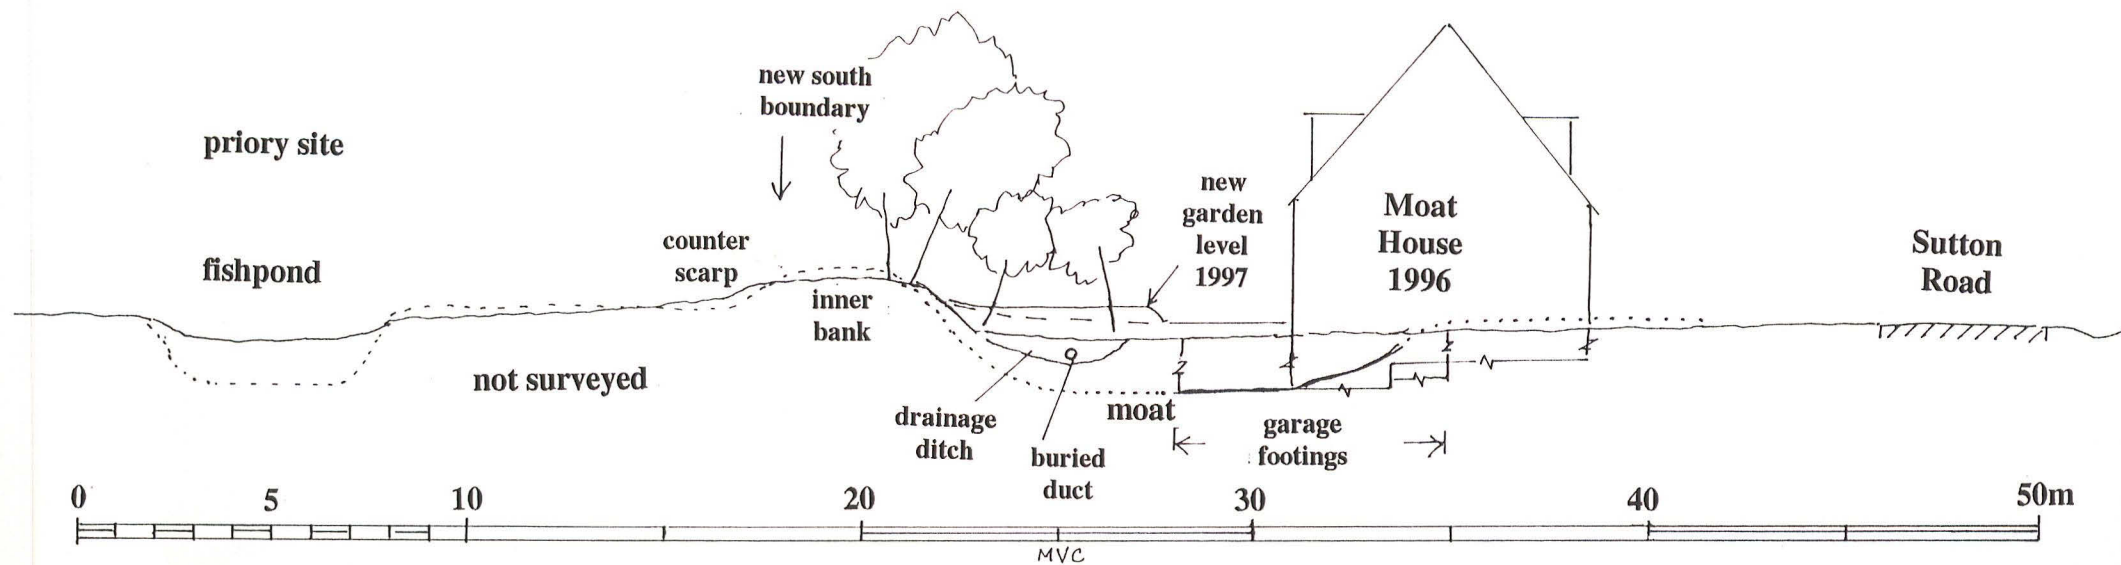 new south
boundary
priory site
new
garden
level
1997
Moat
House
1996
counter
scarp
Sutton
Road
fishpond
inner
bank
not surveyed
drainage
ditch
moat
buried
duct
garage
footings
0 5 10 20 30 40 50m
MVC